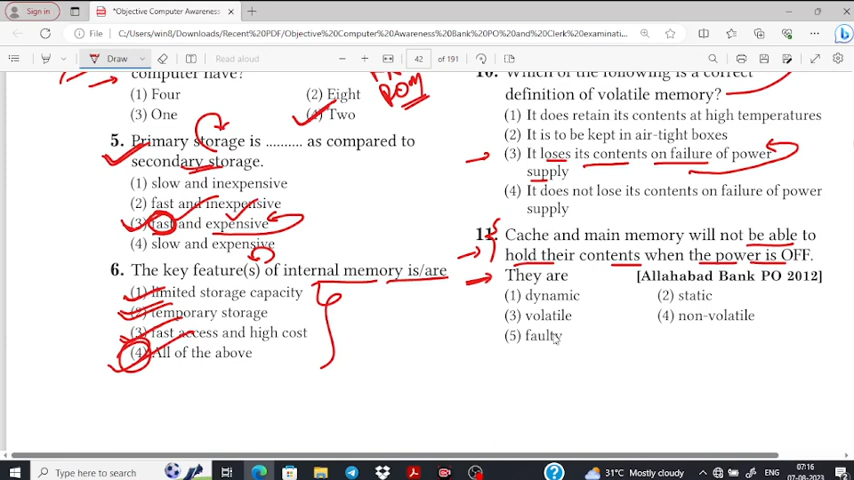 Sign in
*Objective Computer Awareness
C:/Users/win8/Downloads/Recent%20PDF/Objective%20Computer%20Awareness%20Bank%20PO%20and%20Clerk%20examinati...
Draw
Read aloud
42 of 191
computer have?
(1) Four
(2) Eight
(3) One
(4) Two
ROM
5. Primary storage is .......... as compared to
secondary storage.
(1) slow and inexpensive
(2) fast and inexpensive
(3) fast and expensive
(4) slow and expensive
6. The key feature(s) of internal memory is/are
(1) limited storage capacity
(2) temporary storage
(3) fast access and high cost
(4) All of the above
10. Which of the following is a correct
definition of volatile memory?
(1) It does retain its contents at high temperatures
(2) It is to be kept in air-tight boxes
(3) It loses its contents on failure of power
supply
(4) It does not lose its contents on failure of power
supply
11. Cache and main memory will not be able to
hold their contents when the power is OFF.
They are [Allahabad Bank PO 2012]
(1) dynamic
(2) static
(3) volatile
(4) non-volatile
(5) faulty
Type here to search
31°C Mostly cloudy
ENG
07:16
07-08-2023